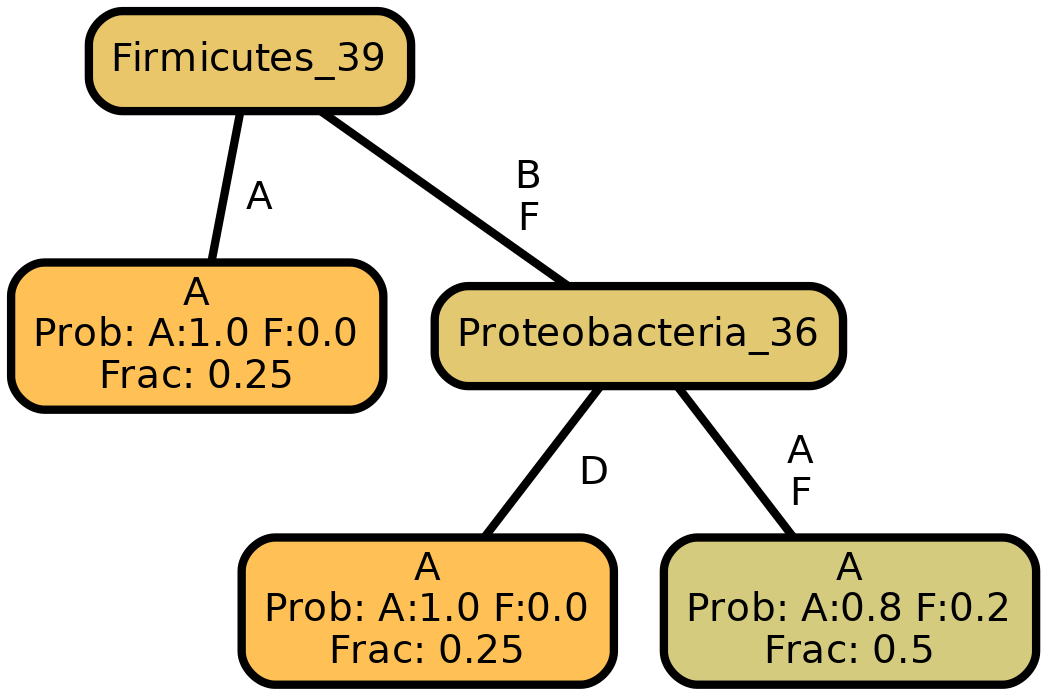 Firmicutes_39
A
B
F
A
Prob: A:1.0 F:0.0
Frac: 0.25
Proteobacteria_36
D
A
F
A
Prob: A:1.0 F:0.0
Frac: 0.25
A
Prob: A:0.8 F:0.2
Frac: 0.5